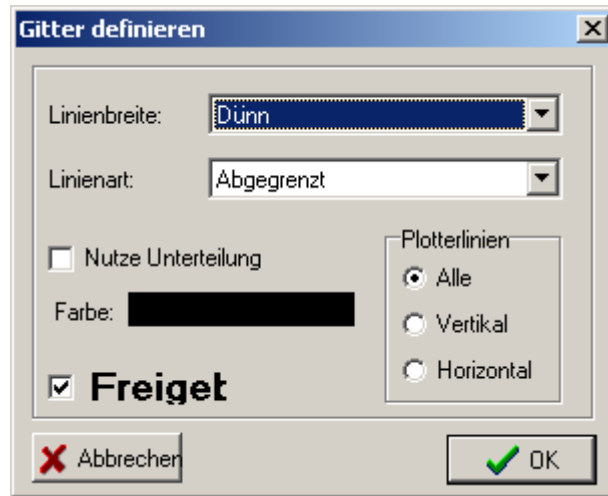 Gitter definieren
Linienbreite: Dünn
Linienart: Abgegrenzt
Nutze Unterteilung
Farbe:
Plotterlinien
Alle
Vertikal
Horizontal
Freiget
Abbrechen
OK